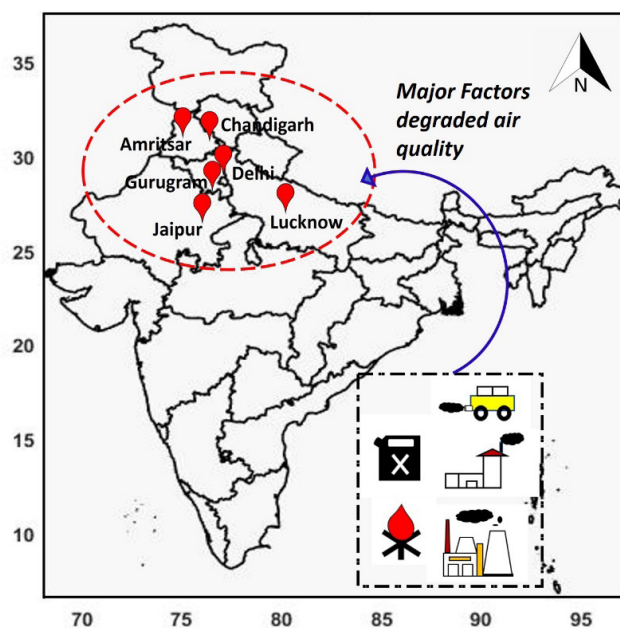 35
30
25
20
15
10
70
75
80
85
90
95
N
Major Factors
degraded air
quality
Chandigarh
Amritsar
Delhi
Gurugram
Jaipur
Lucknow
X